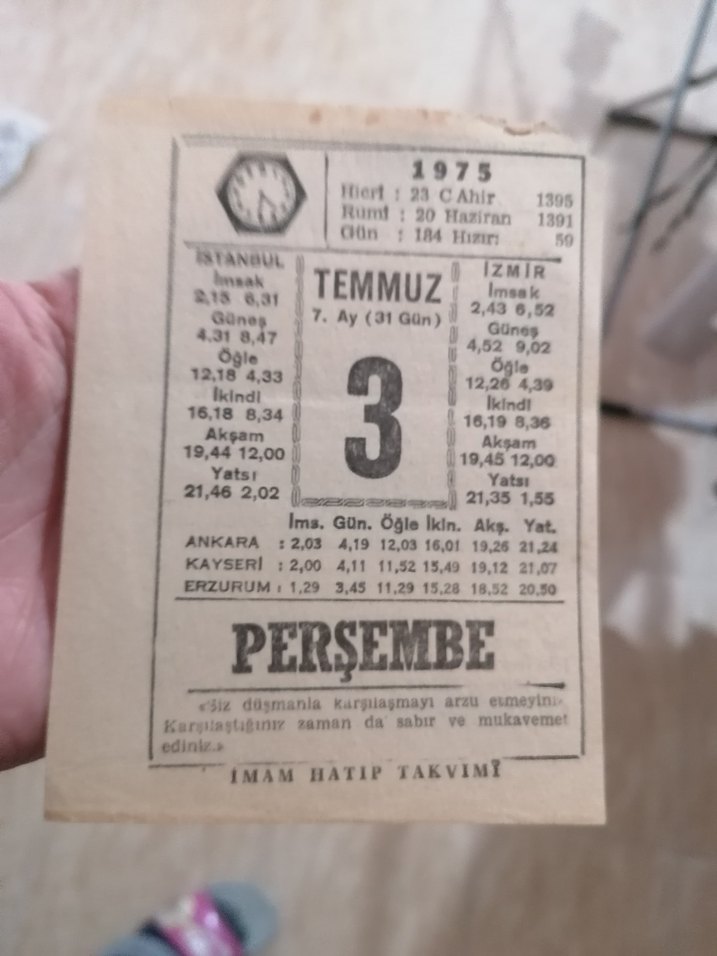 1975
Hicrî : 23 C Ahir 1395
Rumî : 20 Haziran 1391
Gün : 184 Hızır: 59
İSTANBUL
İmsak
2,15 6,31
Güneş
4.31 8,47
Öğle
12,18 4,33
İkindi
16,18 8,34
Akşam
19,44 12,00
Yatsı
21,46 2,02
TEMMUZ
7. Ay (31 Gün)
3
İZMİR
İmsak
2,43 6,52
Güneş
4,52 9,02
Öğle
12,26 4,39
İkindi
16,19 8,36
Akşam
19,45 12,00
Yatsı
21,35 1,55
İms. Gün. Öğle İkin. Akş. Yat.
ANKARA : 2,03 4,19 12,03 16,01 19,26 21,24
KAYSERİ : 2,00 4,11 11,52 15,49 19,12 21,07
ERZURUM : 1,29 3,45 11,29 15,28 18,52 20,50
PERŞEMBE
«Siz düşmanla karşılaşmayı arzu etmeyin:
Karşılaştığınız zaman da sabır ve mukavemet
ediniz.»
İMAM HATİP TAKVİMİ